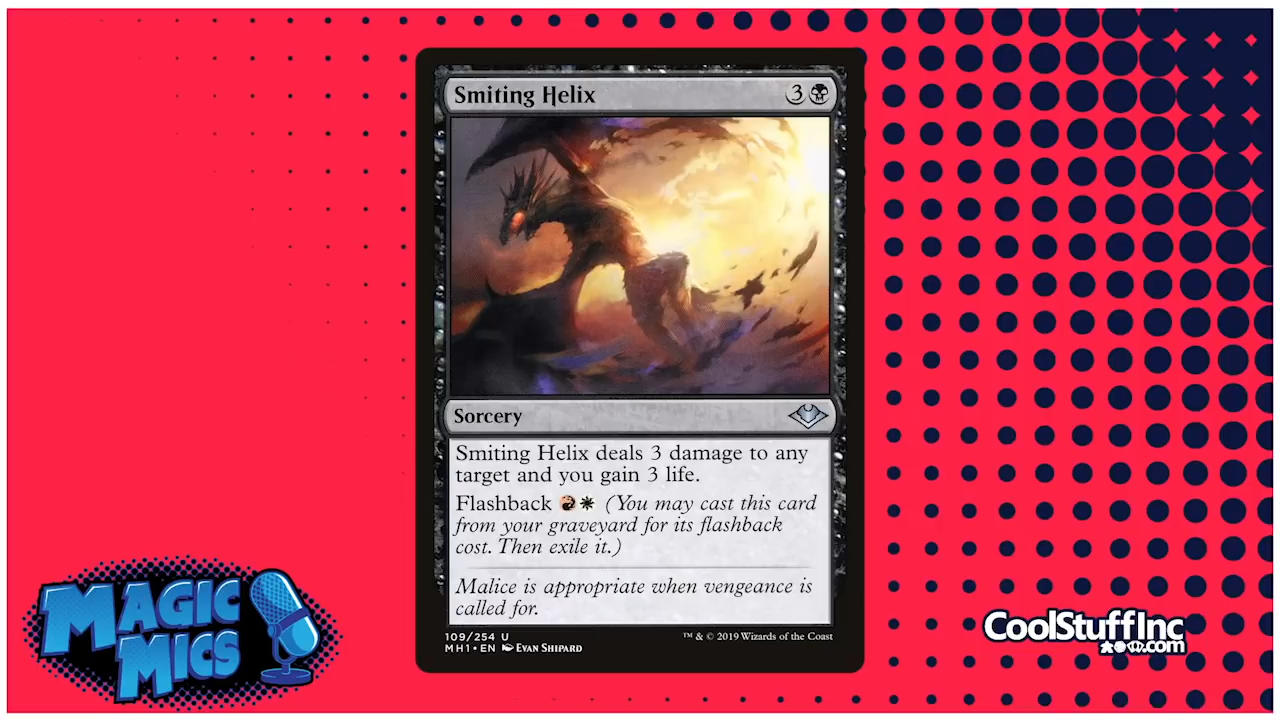 Smiting Helix 3
Sorcery
Smiting Helix deals 3 damage to any
target and you gain 3 life.
Flashback (You may cast this card
from your graveyard for its flashback
cost. Then exile it.)
Malice is appropriate when vengeance is
called for.
109/254 U
™ & © 2019 Wizards of the Coast
MH1 • EN Evan Shipard
MAGIC
MICS
CoolStuffInc
.com